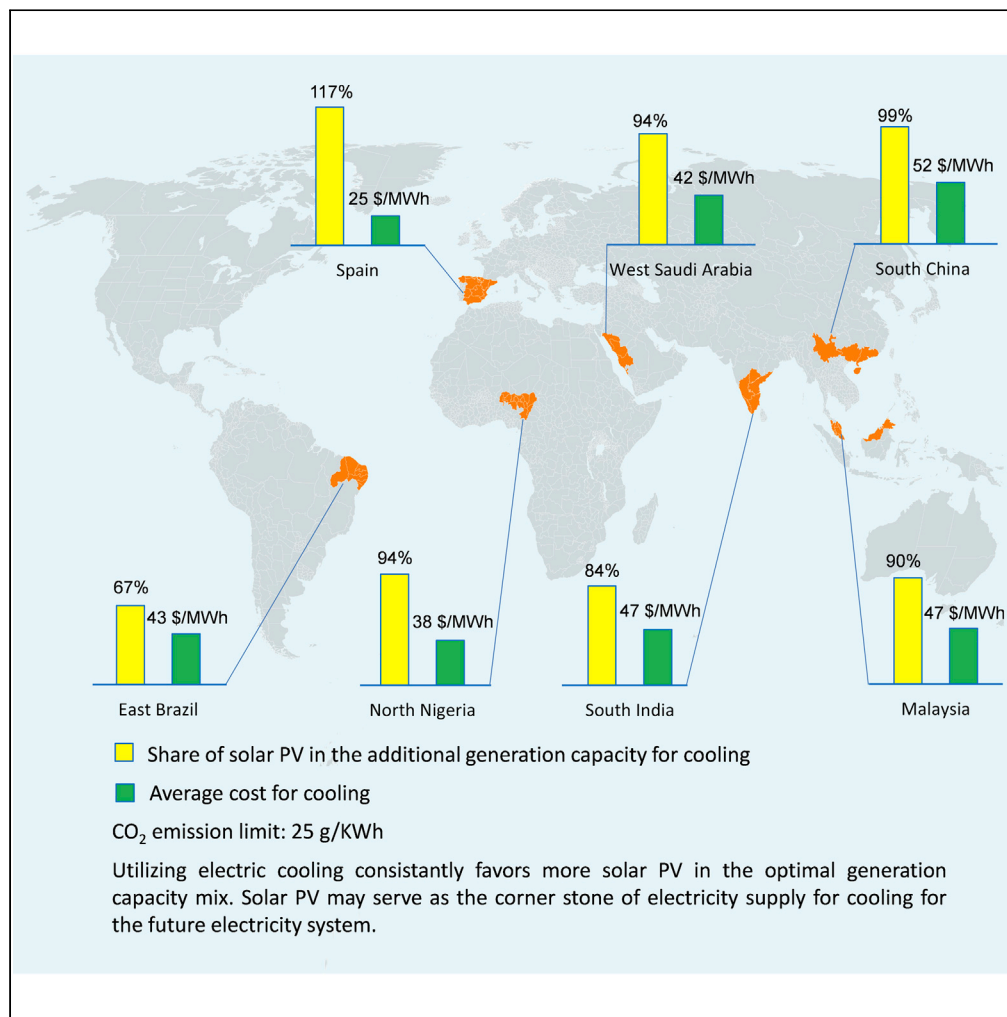 117%
25 $/MWh
Spain
94%
42 $/MWh
West Saudi Arabia
99%
52 $/MWh
South China
67%
43 $/MWh
East Brazil
94%
38 $/MWh
North Nigeria
84%
47 $/MWh
South India
90%
47 $/MWh
Malaysia
Share of solar PV in the additional generation capacity for cooling
Average cost for cooling
CO₂ emission limit: 25 g/KWh
Utilizing electric cooling consistantly favors more solar PV in the optimal generation
capacity mix. Solar PV may serve as the corner stone of electricity supply for cooling for
the future electricity system.